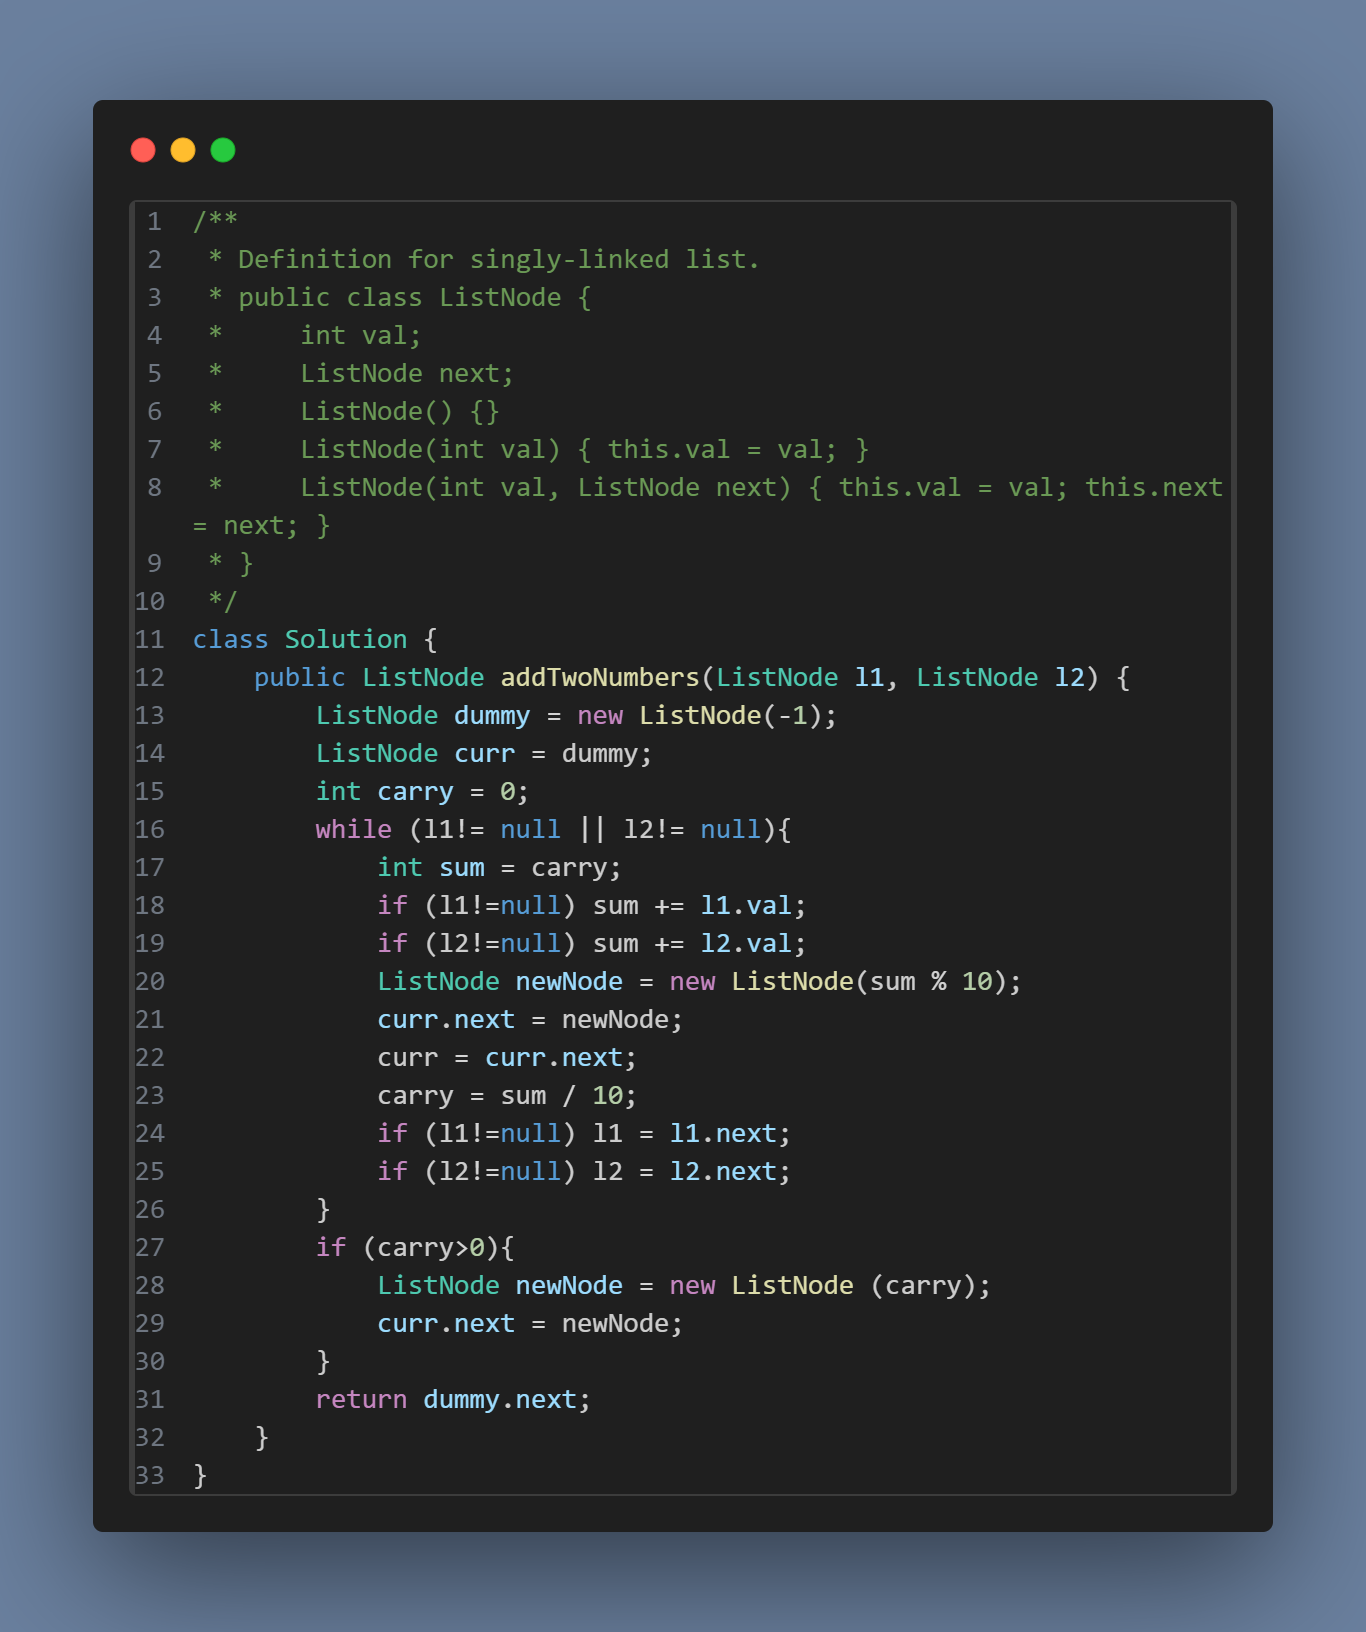 1 /**
2  * Definition for singly-linked list.
3  * public class ListNode {
4  *     int val;
5  *     ListNode next;
6  *     ListNode() {}
7  *     ListNode(int val) { this.val = val; }
8  *     ListNode(int val, ListNode next) { this.val = val; this.next
= next; }
9  * }
10  */
11 class Solution {
12     public ListNode addTwoNumbers(ListNode l1, ListNode l2) {
13         ListNode dummy = new ListNode(-1);
14         ListNode curr = dummy;
15         int carry = 0;
16         while (l1!= null || l2!= null){
17             int sum = carry;
18             if (l1!=null) sum += l1.val;
19             if (l2!=null) sum += l2.val;
20             ListNode newNode = new ListNode(sum % 10);
21             curr.next = newNode;
22             curr = curr.next;
23             carry = sum / 10;
24             if (l1!=null) l1 = l1.next;
25             if (l2!=null) l2 = l2.next;
26         }
27         if (carry>0){
28             ListNode newNode = new ListNode (carry);
29             curr.next = newNode;
30         }
31         return dummy.next;
32     }
33 }